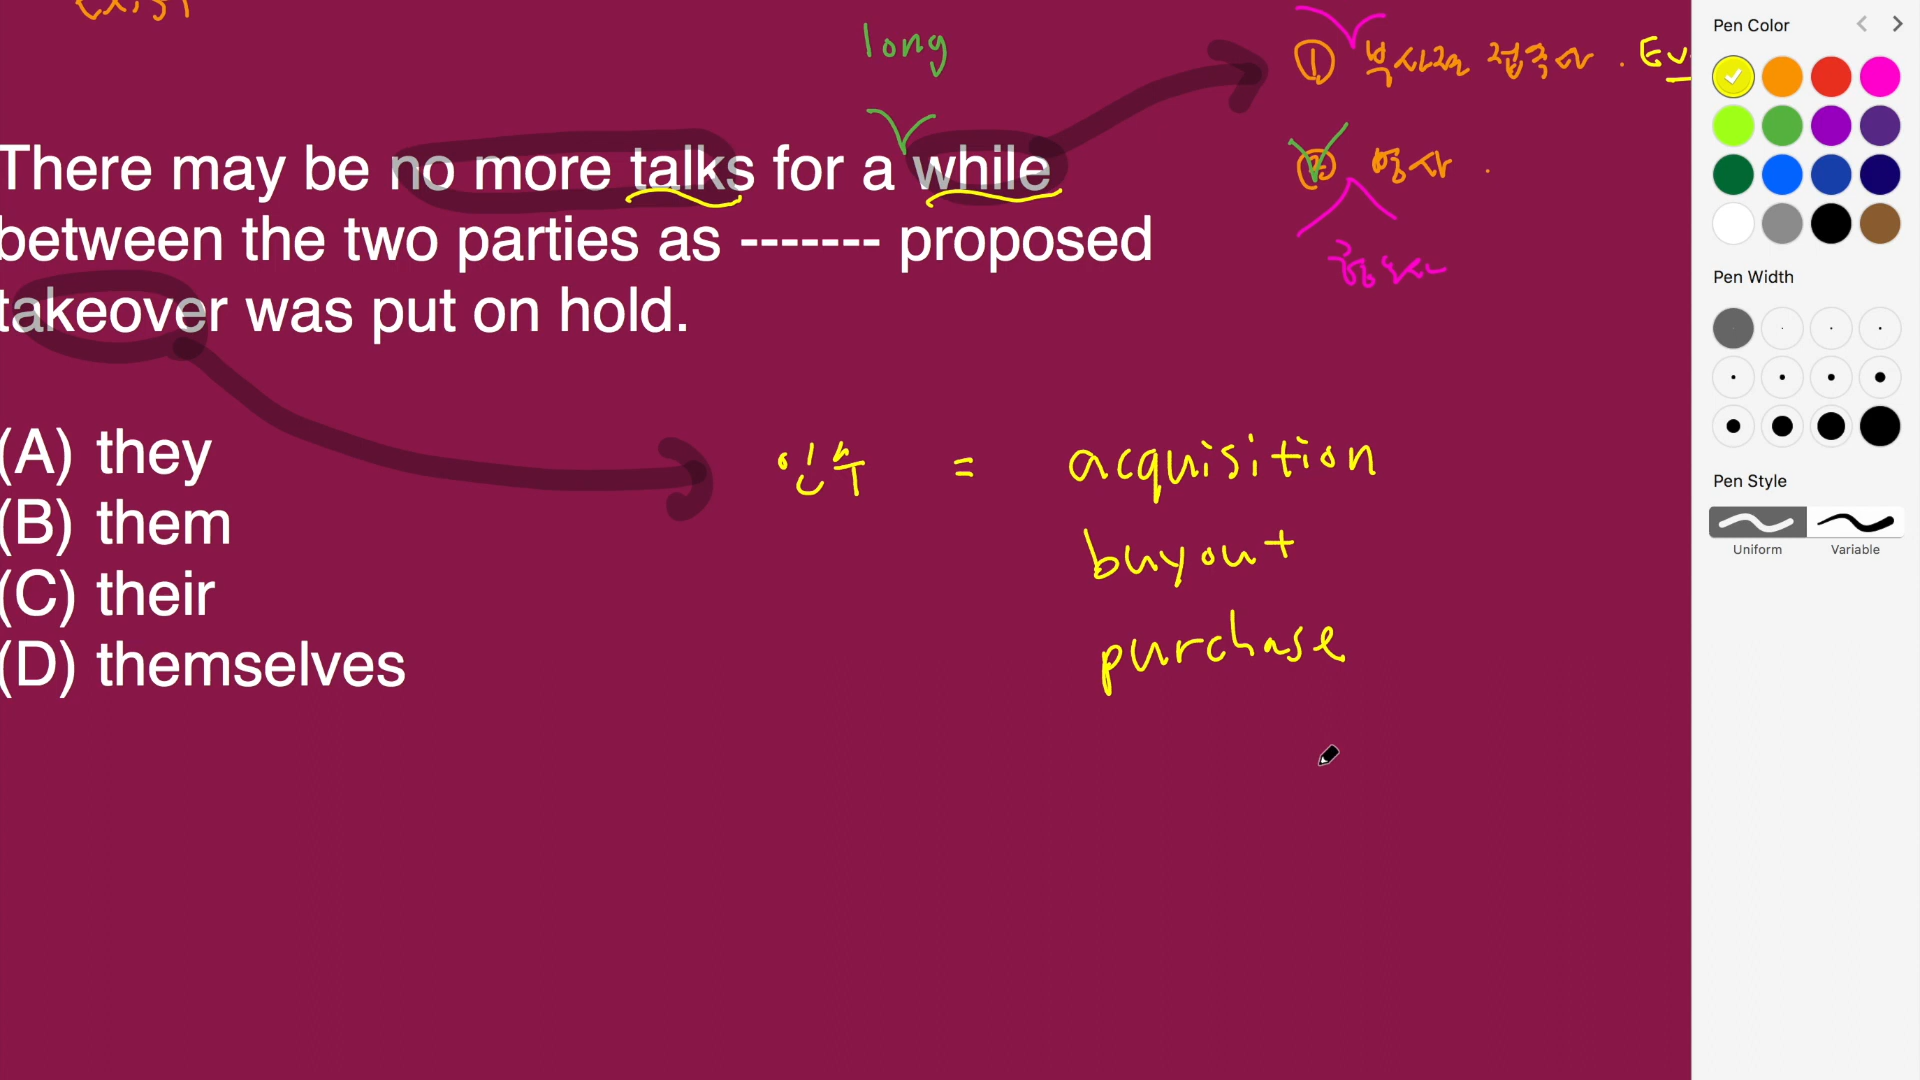 long
① 부사절 접속사 . Ev
There may be no more talks for a while
② 명사 .
between the two parties as ------- proposed
takeover was put on hold.
(A) they
(B) them
(C) their
(D) themselves
인수 = acquisition
buyout
purchase
Pen Color
Pen Width
Pen Style
Uniform
Variable